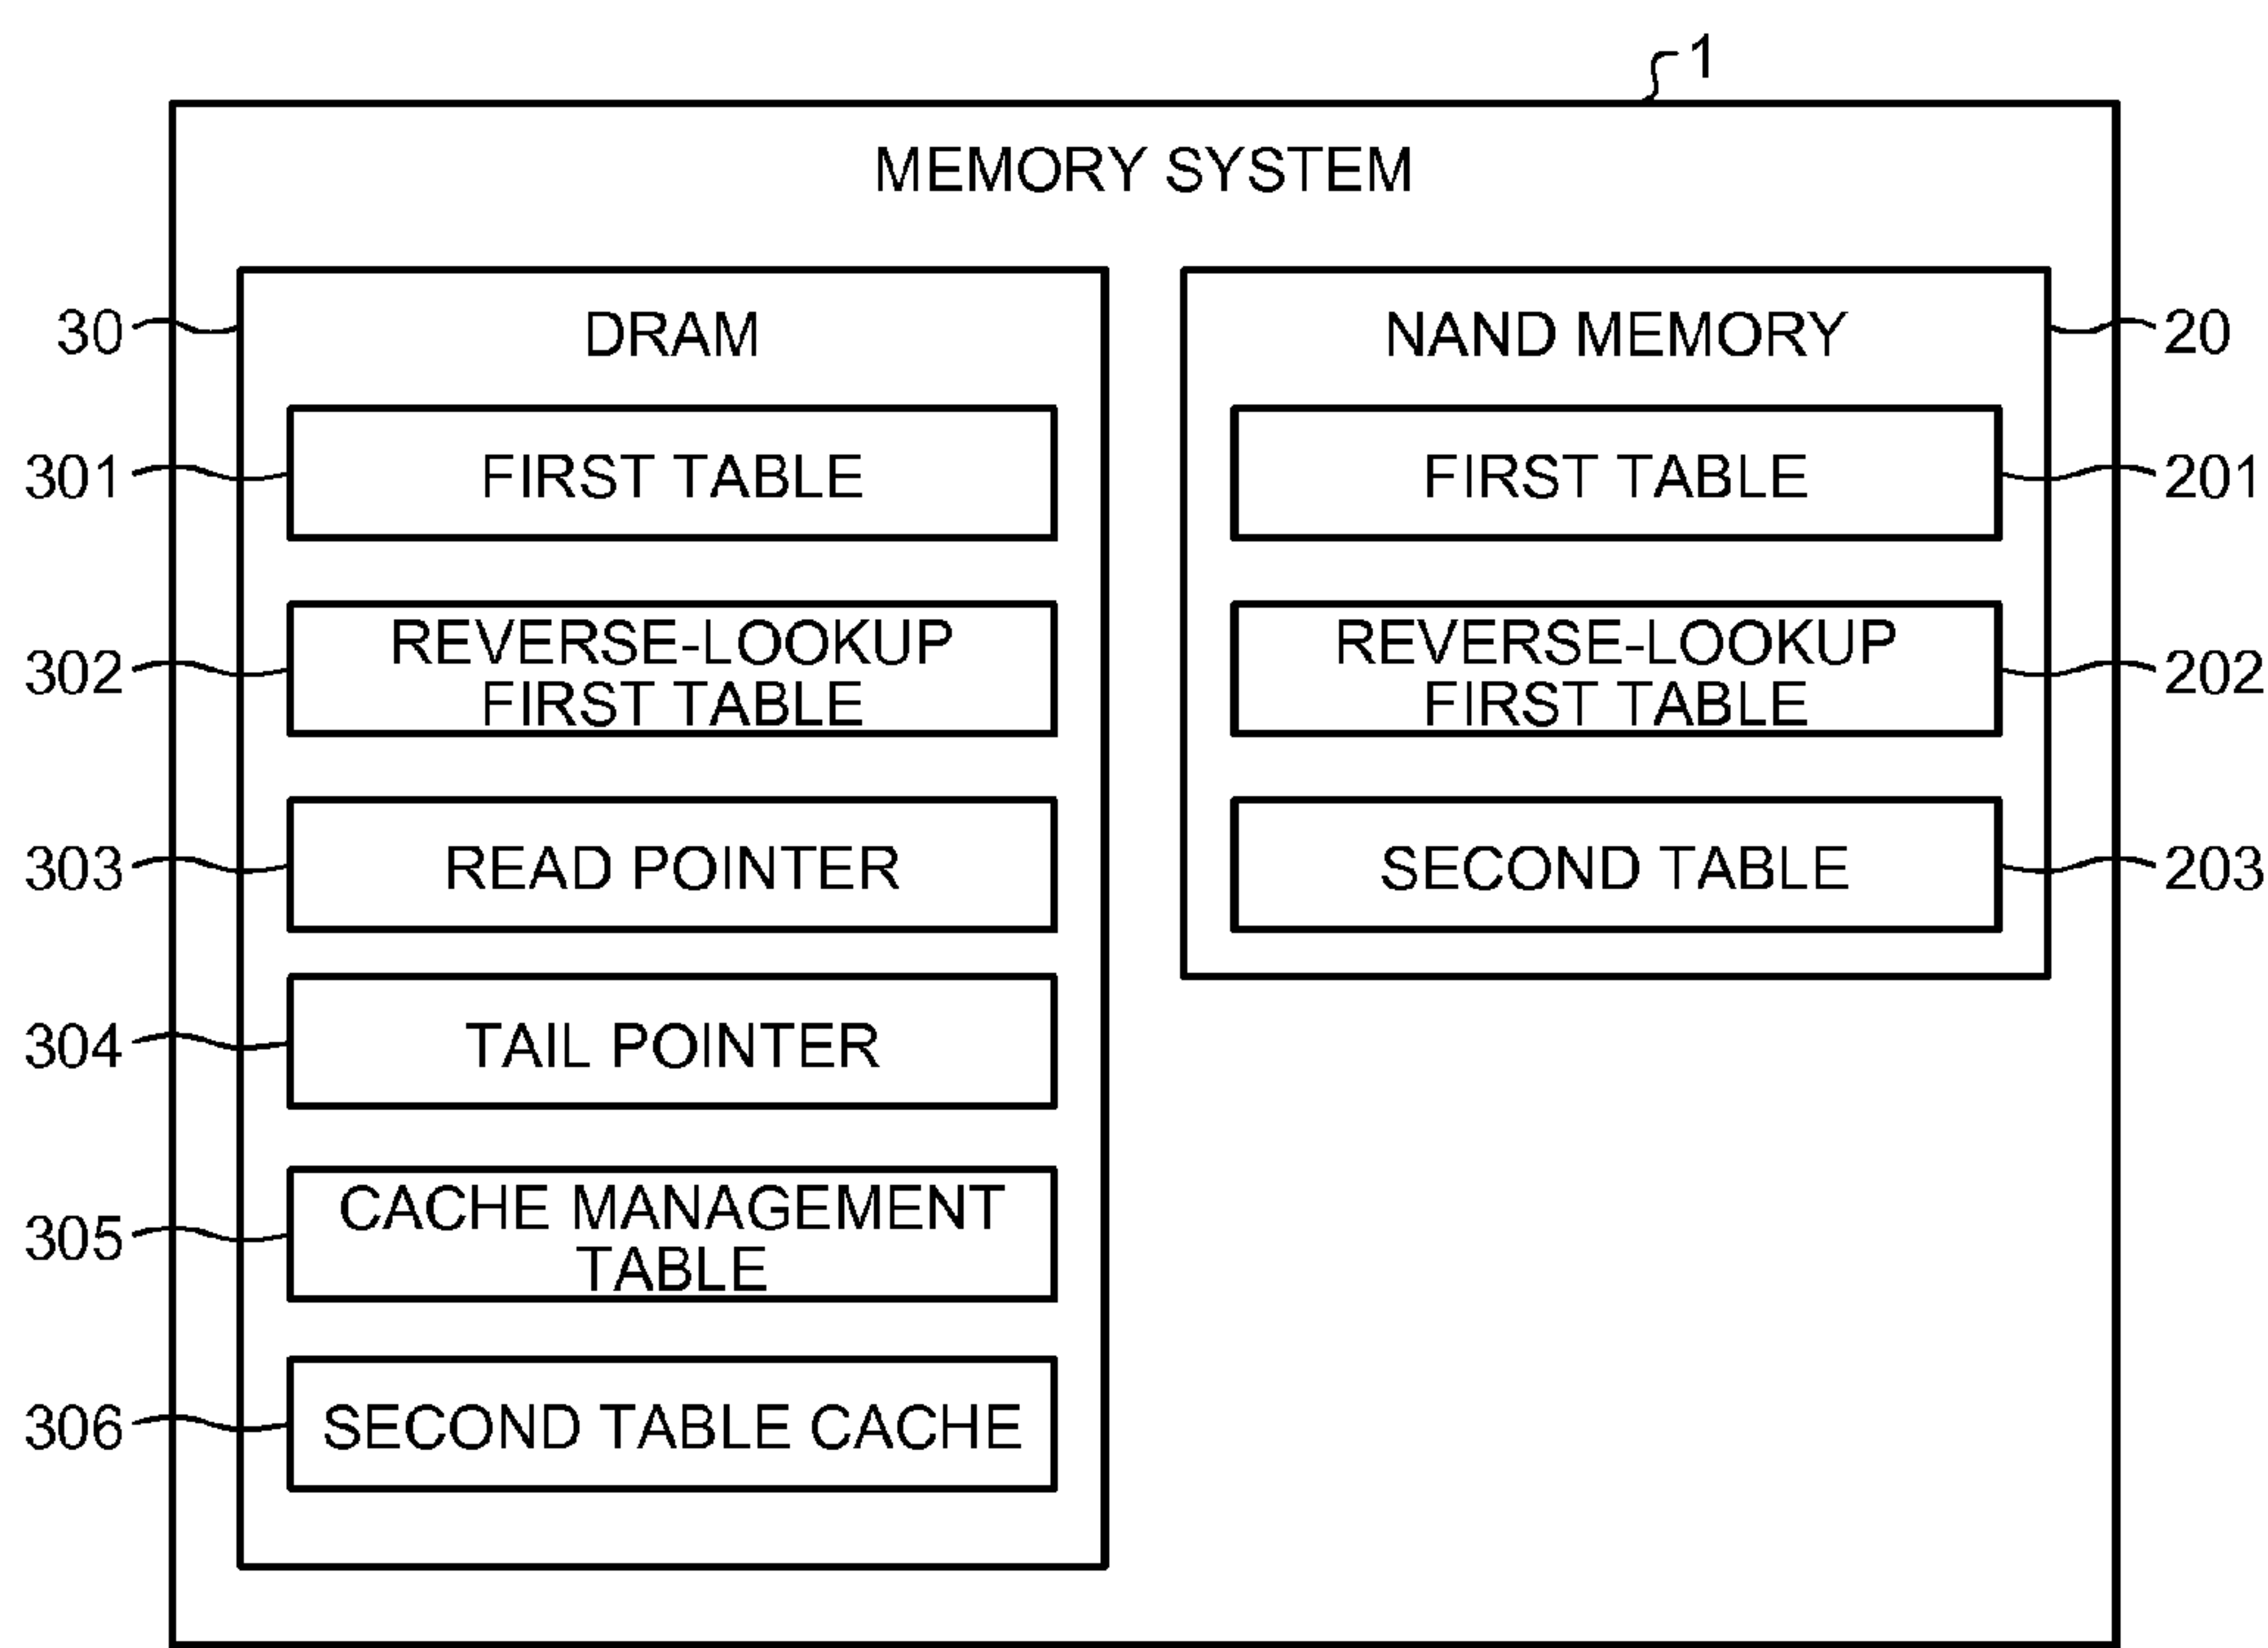 1
MEMORY SYSTEM
30
DRAM
301
FIRST TABLE
302
REVERSE-LOOKUP
FIRST TABLE
303
READ POINTER
304
TAIL POINTER
305
CACHE MANAGEMENT
TABLE
306
SECOND TABLE CACHE
NAND MEMORY
20
FIRST TABLE
201
REVERSE-LOOKUP
FIRST TABLE
202
SECOND TABLE
203